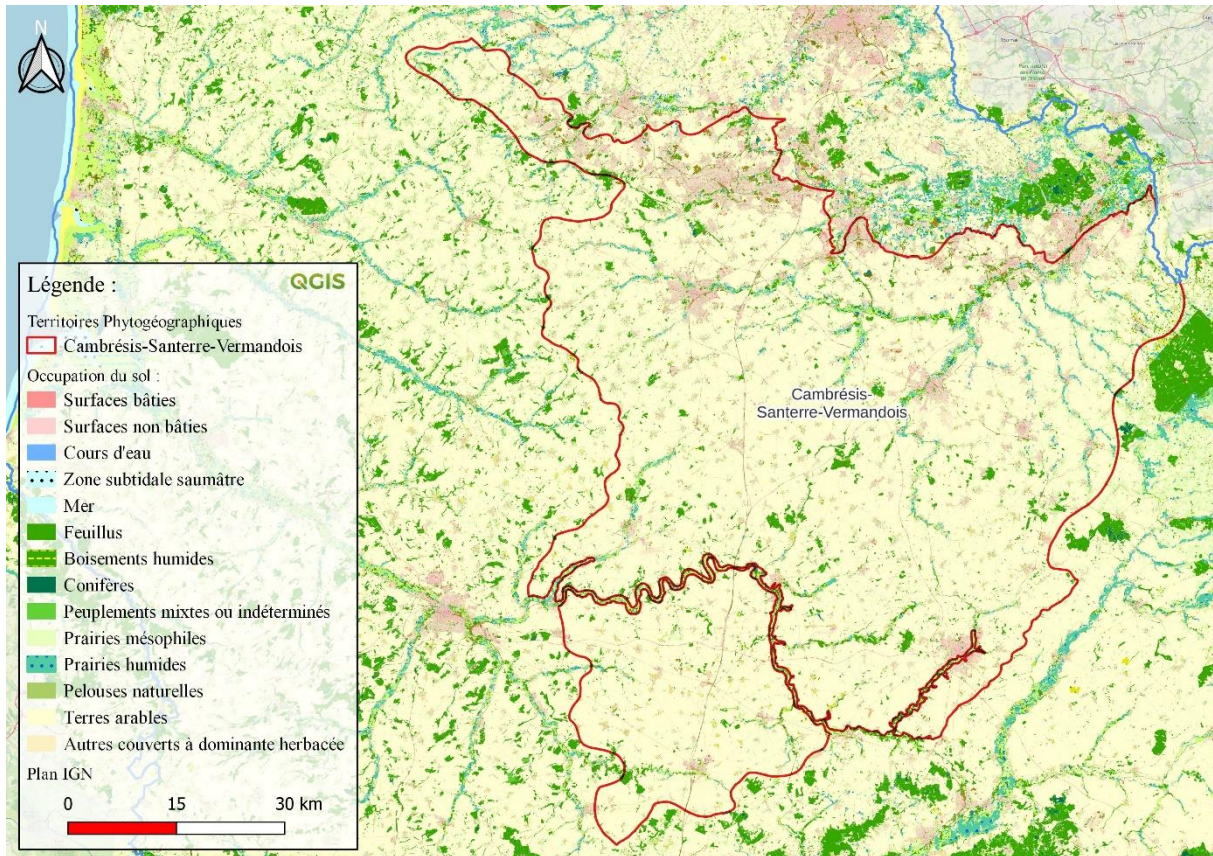 N
Tournai
Légende :
QGIS
Territoires Phytogéographiques
Cambrésis-Santerre-Vermandois
Occupation du sol :
Surfaces bâties
Surfaces non bâties
Cours d'eau
Zone subtidale saumâtre
Mer
Feuillus
Boisements humides
Conifères
Peuplements mixtes ou indéterminés
Prairies mésophiles
Prairies humides
Pelouses naturelles
Terres arables
Autres couverts à dominante herbacée
Plan IGN
0 15 30 km
Cambrésis-
Santerre-Vermandois